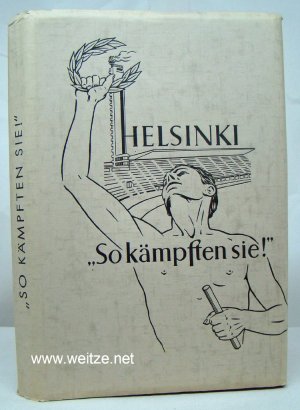 "SO KÄMPFTEN SIE!"
HELSINKI
„So kämpften sie!"
www.weitze.net